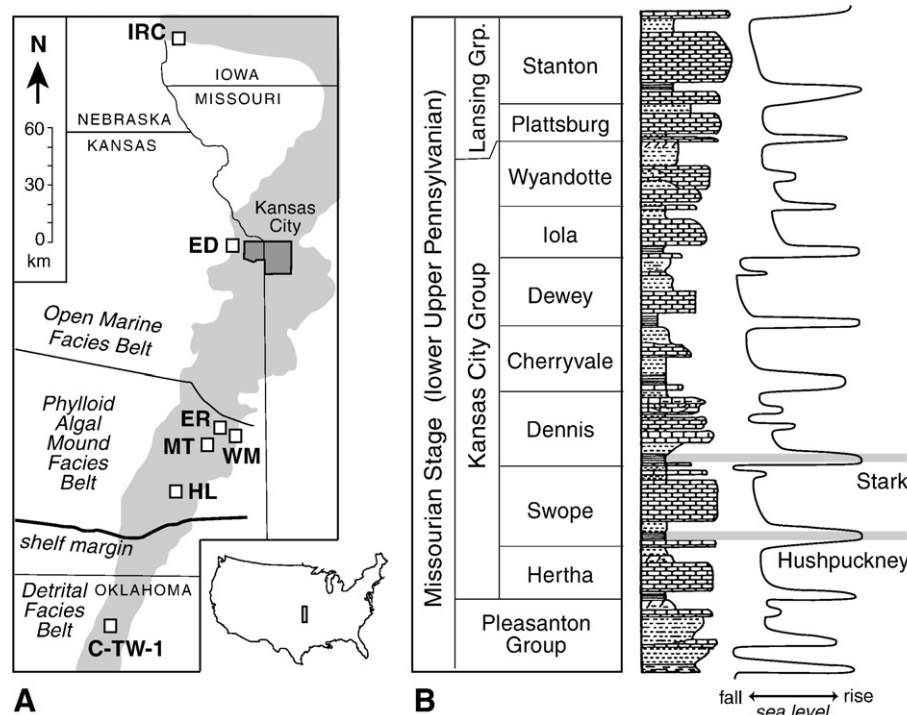 IRC
N
IOWA
MISSOURI
NEBRASKA
KANSAS
60
30
0
km
Kansas
City
ED
Open Marine
Facies Belt
Phylloid
Algal
Mound
Facies
Belt
ER
MT
WM
HL
shelf margin
OKLAHOMA
Detrital
Facies
Belt
C-TW-1
A
Missourian Stage (lower Upper Pennsylvanian)
Lansing Grp.
Kansas City Group
Stanton
Plattsburg
Wyandotte
Iola
Dewey
Cherryvale
Dennis
Swope
Hertha
Pleasanton
Group
Stark
Hushpuckney
fall
rise
sea level
B